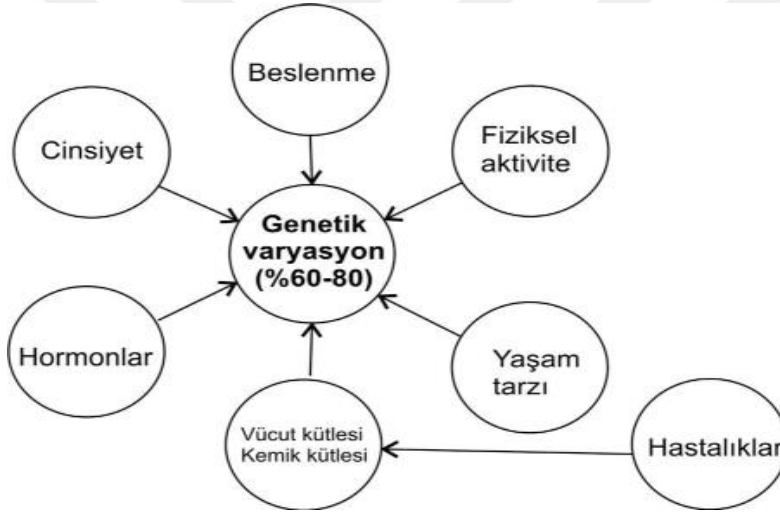 Beslenme
Cinsiyet
Fiziksel
aktivite
Genetik
varyasyon
(%60-80)
Hormonlar
Yaşam
tarzı
Vücut kütlesi
Kemik kütlesi
Hastalıklar